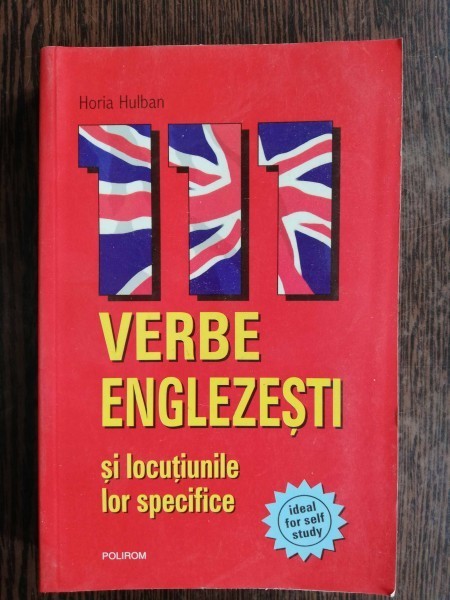 Horia Hulban
111
VERBE
ENGLEZEȘTI
și locuțiunile
lor specifice
ideal
for self
study
POLIROM